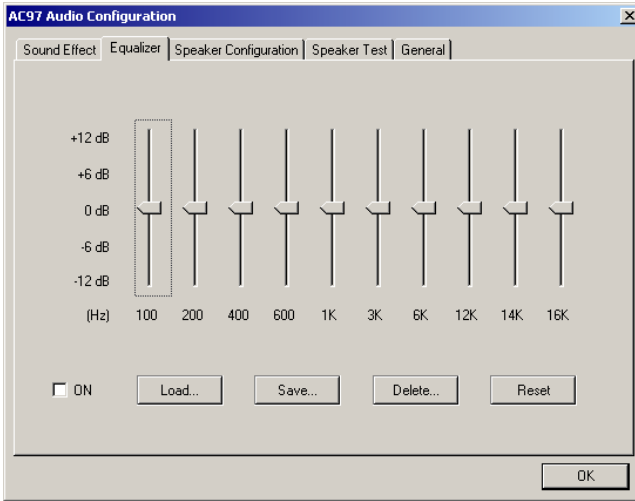 AC97 Audio Configuration
Sound Effect Equalizer Speaker Configuration Speaker Test General
+12 dB
+6 dB
0 dB
-6 dB
-12 dB
(Hz) 100 200 400 600 1K 3K 6K 12K 14K 16K
ON Load... Save... Delete... Reset
OK